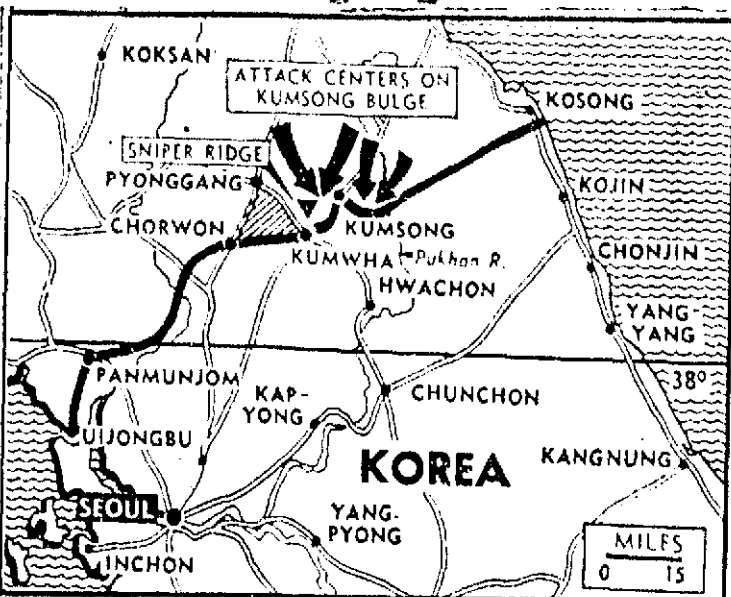 KOKSAN
ATTACK CENTERS ON
KUMSONG BULGE
KOSONG
SNIPER RIDGE
PYONGGANG
KOJIN
CHORWON
KUMSONG
KUMWHA
Pukhan R.
CHONJIN
HWACHON
YANG-
YANG
PANMUNJOM
38°
KAP-
YONG
CHUNCHON
UIJONGBU
KOREA
KANGNUNG
SEOUL
YANG-
PYONG
INCHON
MILES
0 15